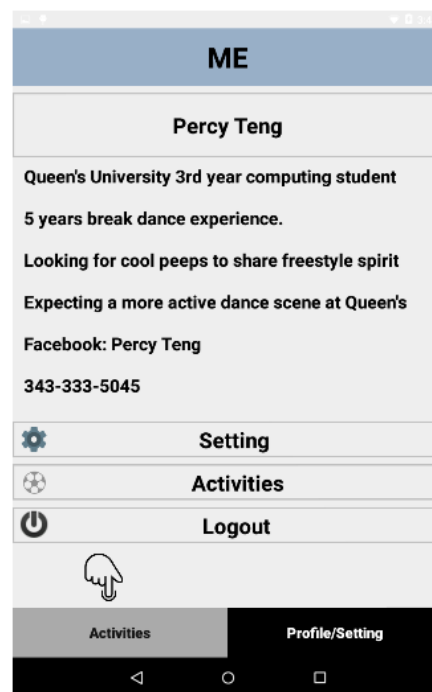 ME
Percy Teng
Queen's University 3rd year computing student
5 years break dance experience.
Looking for cool peeps to share freestyle spirit
Expecting a more active dance scene at Queen's
Facebook: Percy Teng
343-333-5045
Setting
Activities
Logout
Activities
Profile/Setting